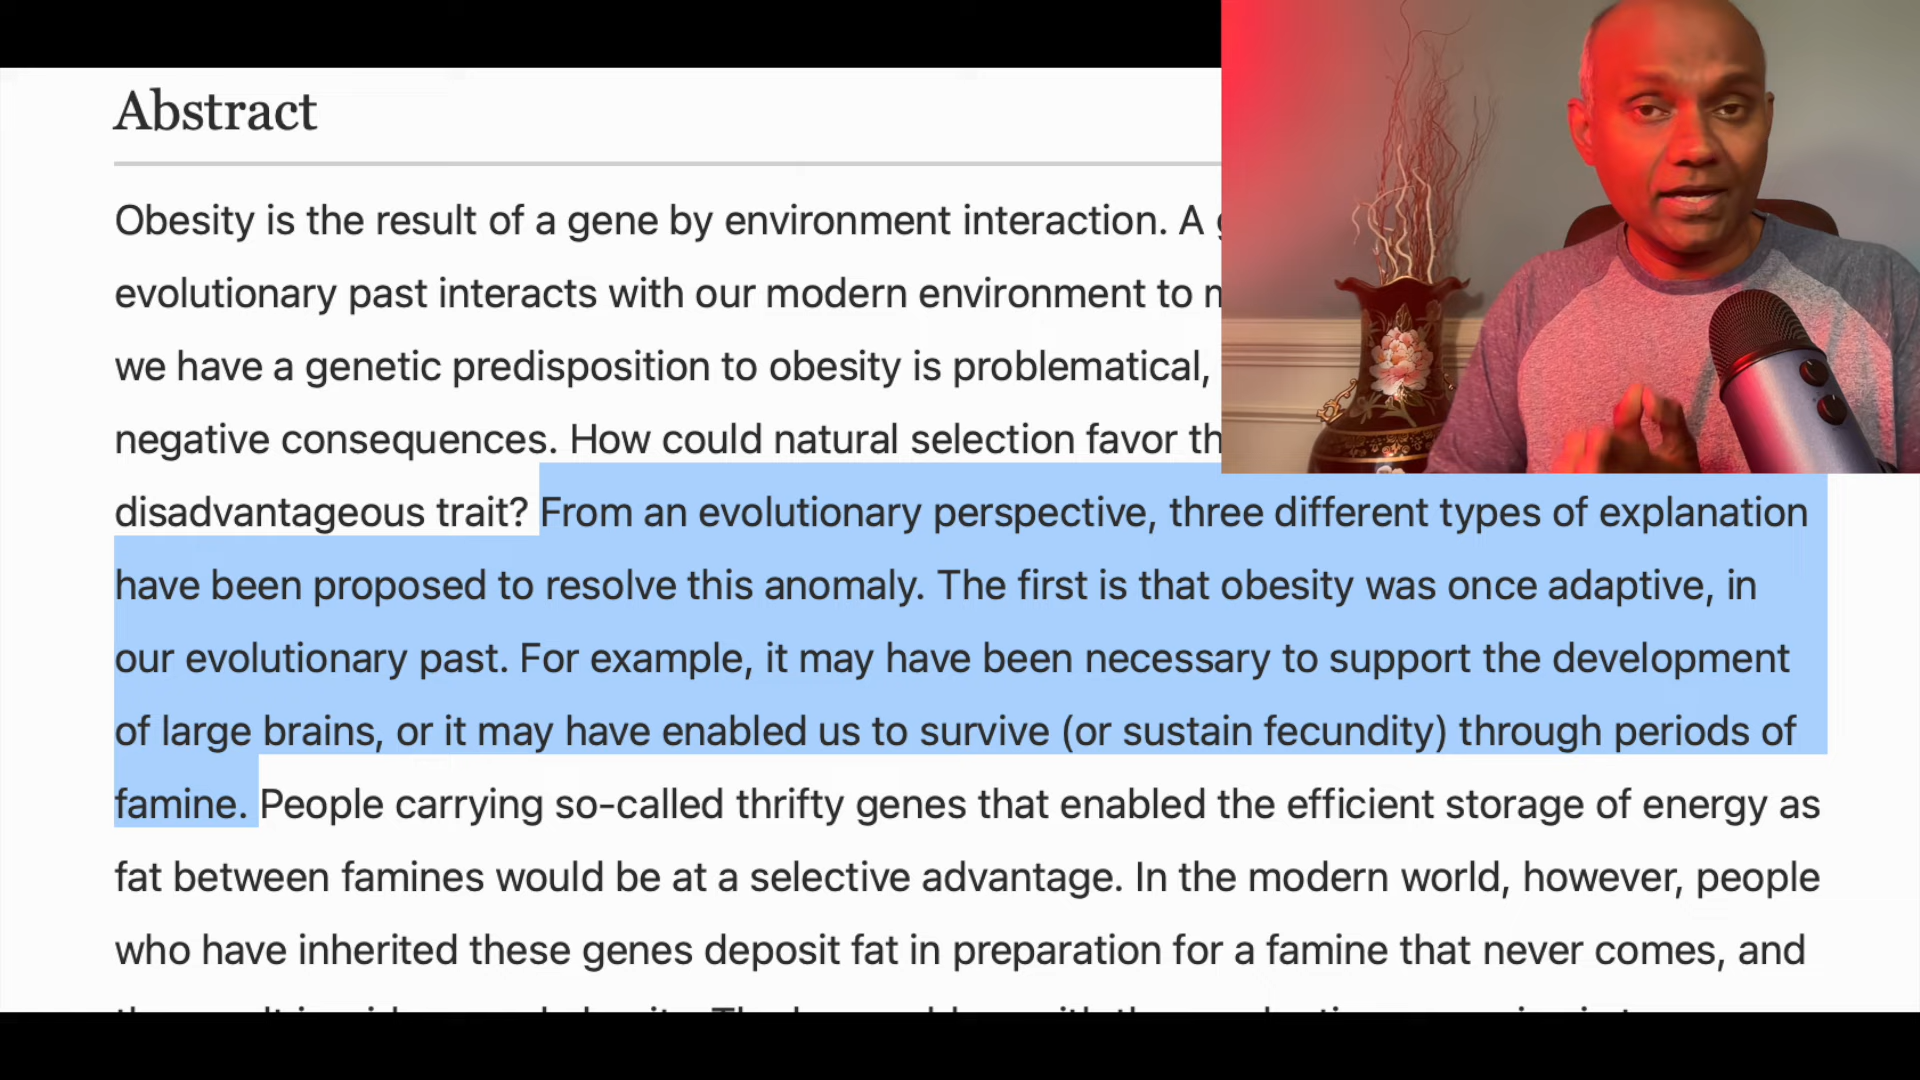 Abstract
Obesity is the result of a gene by environment interaction. A
evolutionary past interacts with our modern environment to
we have a genetic predisposition to obesity is problematical,
negative consequences. How could natural selection favor
disadvantageous trait? From an evolutionary perspective, three different types of explanation
have been proposed to resolve this anomaly. The first is that obesity was once adaptive, in
our evolutionary past. For example, it may have been necessary to support the development
of large brains, or it may have enabled us to survive (or sustain fecundity) through periods of
famine. People carrying so-called thrifty genes that enabled the efficient storage of energy as
fat between famines would be at a selective advantage. In the modern world, however, people
who have inherited these genes deposit fat in preparation for a famine that never comes, and